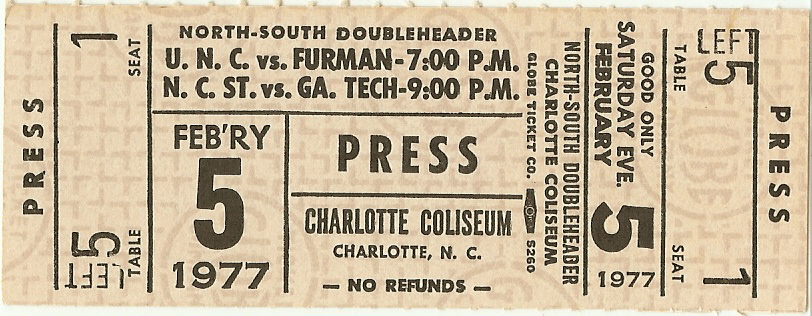 PRESS
1
SEAT
LEFT
5
TABLE
NORTH-SOUTH DOUBLEHEADER
U. N. C. vs. FURMAN-7:00 P.M.
N. C. ST. vs. GA. TECH-9:00 P.M.
FEB'RY
5
1977
PRESS
CHARLOTTE COLISEUM
CHARLOTTE, N. C.
— NO REFUNDS —
GLOBE TICKET CO. S260
CHARLOTTE COLISEUM
NORTH-SOUTH DOUBLEHEADER
GOOD ONLY
SATURDAY EVE.
FEBRUARY
5
1977
LEFT
5
TABLE
SEAT
1
PRESS